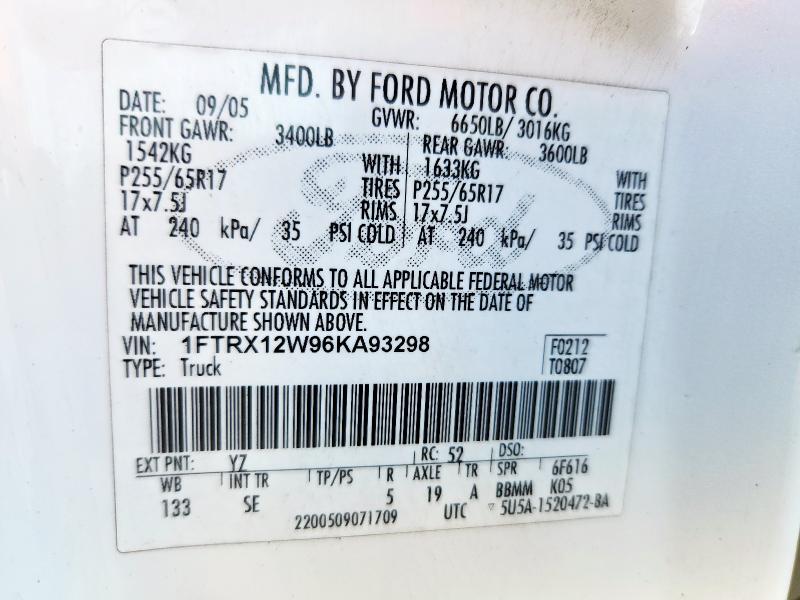 MFD. BY FORD MOTOR CO.
DATE: 09/05 GVWR: 6650LB/ 3016KG
FRONT GAWR: 3400LB REAR GAWR: 3600LB
1542KG WITH 1633KG WITH
P255/65R17 TIRES P255/65R17 TIRES
17x7.5J RIMS 17x7.5J RIMS
AT 240 kPa/ 35 PSI COLD AT 240 kPa/ 35 PSI COLD
Ford
THIS VEHICLE CONFORMS TO ALL APPLICABLE FEDERAL MOTOR
VEHICLE SAFETY STANDARDS IN EFFECT ON THE DATE OF
MANUFACTURE SHOWN ABOVE.
VIN: 1FTRX12W96KA93298 F0212
TYPE: Truck T0807
EXT PNT: YZ RC: 52 DSO:
WB INT TR TP/PS R AXLE TR SPR 6F616
133 SE 5 19 A BBMM K05
2200509071709 UTC ▽ 5U5A-1520472-BA